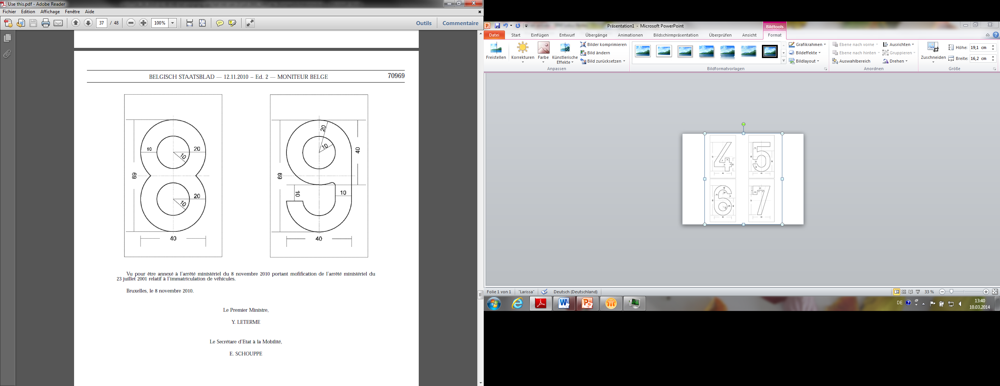 Use this.pdf - Adobe Reader
Fichier Edition Affichage Fenêtre Aide
37 / 48 100% Outils Commentaire
BELGISCH STAATSBLAD — 12.11.2010 − Ed. 2 — MONITEUR BELGE 70969
10
20
10
69
20
10
40
20
10
40
69
10
10
40
Vu pour être annexé à l'arrêté ministériel du 8 novembre 2010 portant mofification de l'arrêté ministériel du
23 juillet 2001 relatif à l'immatriculation de véhicules.
Bruxelles, le 8 novembre 2010.
Le Premier Ministre,
Y. LETERME
Le Secrétare d'Etat à la Mobilité,
E. SCHOUPPE
Präsentation1 - Microsoft PowerPoint
Bildtools
Datei Start Einfügen Entwurf Übergänge Animationen Bildschirmpräsentation Überprüfen Ansicht Format
Freistellen
Korrekturen
Farbe
Künstlerische
Effekte
Bilder komprimieren
Bild ändern
Bild zurücksetzen
Anpassen
Bildformatvorlagen
Grafikrahmen
Bildeffekte
Bildlayout
Ebene nach vorne
Ebene nach hinten
Auswahlbereich
Ausrichten
Gruppieren
Drehen
Anordnen
Zuschneiden
Höhe: 19,1 cm
Breite: 16,2 cm
Größe
4 5
6 7
Folie 1 von 1 "Larissa" Deutsch (Deutschland) 33 %
DE
13:40
10.03.2014